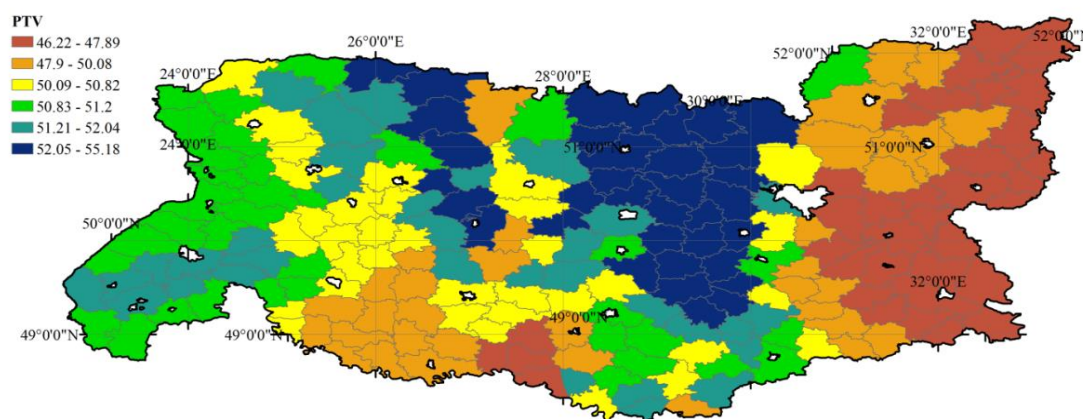 PTV
46.22 - 47.89
47.9 - 50.08
50.09 - 50.82
50.83 - 51.2
51.21 - 52.04
52.05 - 55.18
24°0'0"E
26°0'0"E
28°0'0"E
30°0'0"E
32°0'0"E
52°0'0"N
52°0'0"N
24°0'0"E
51°0'0"N
51°0'0"N
50°0'0"N
32°0'0"E
49°0'0"N
49°0'0"N
49°0'0"N